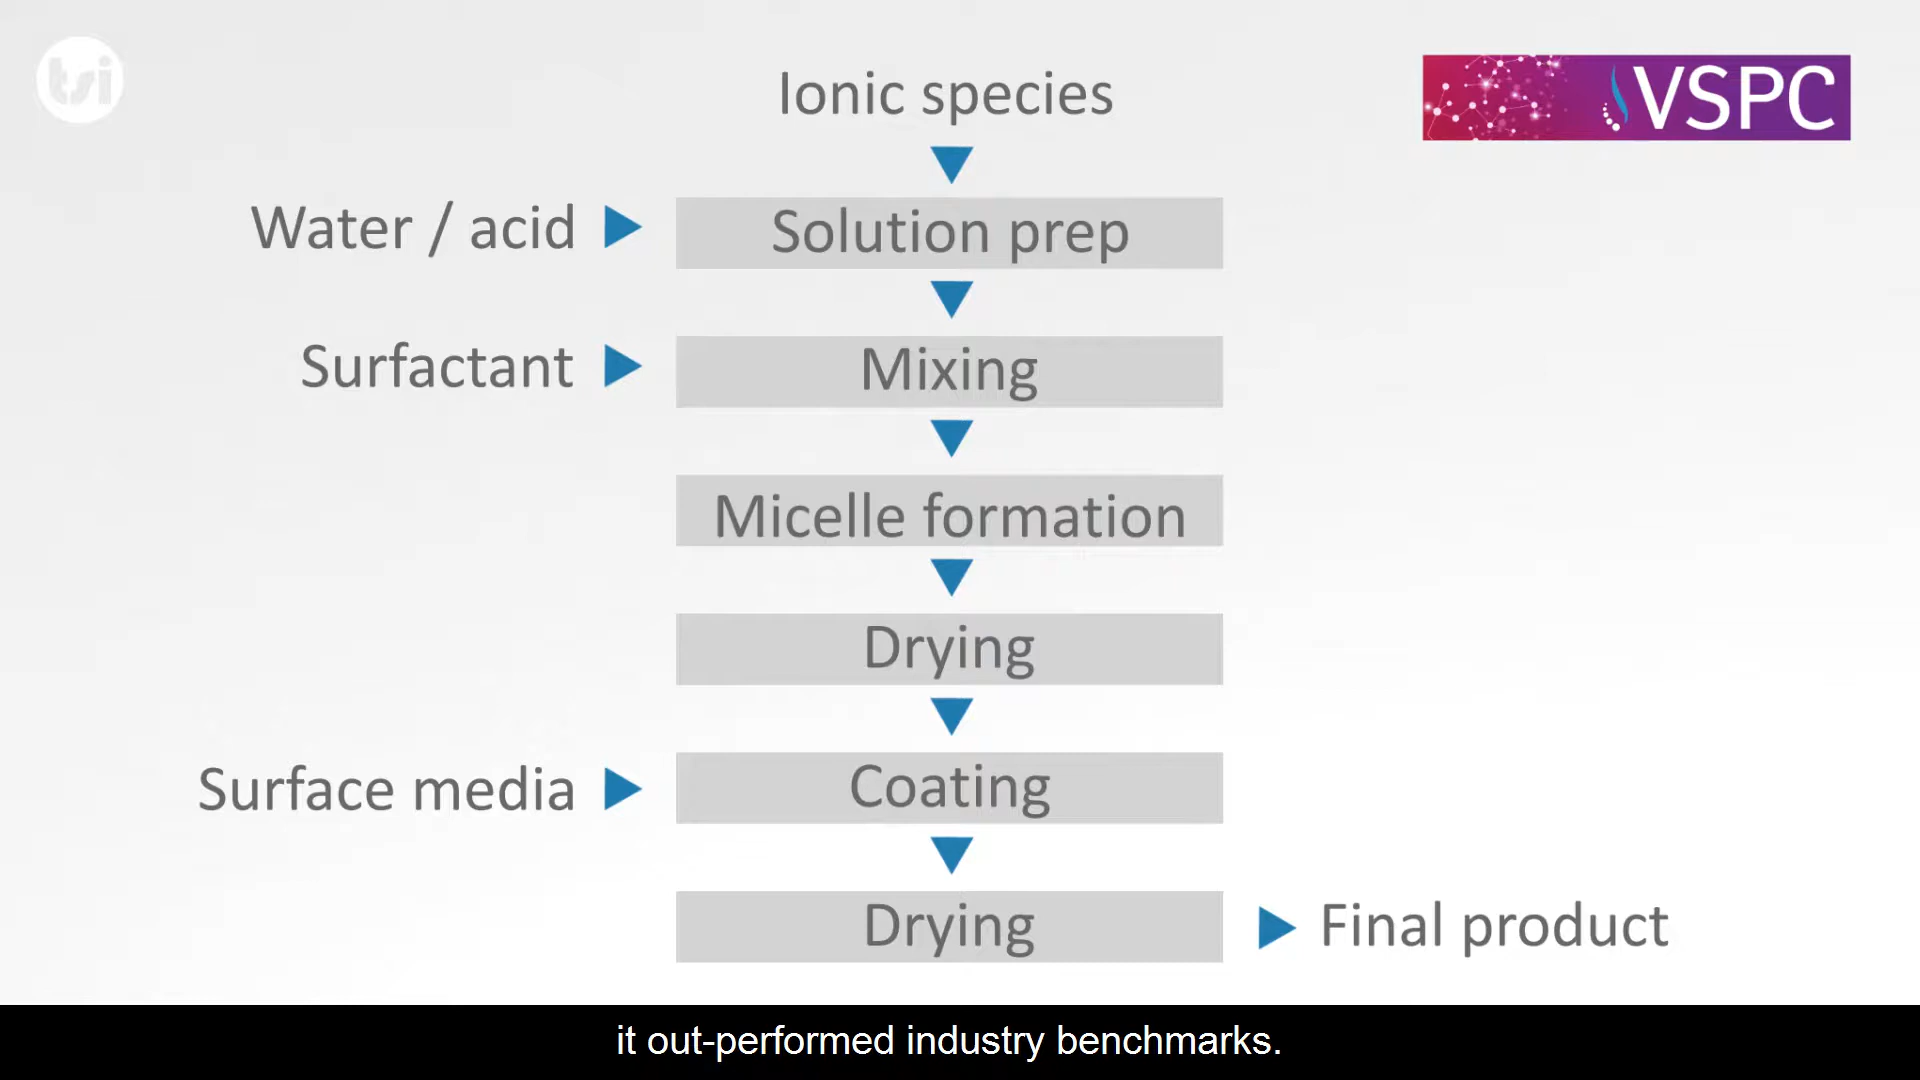 tsi
Ionic species
VSPC
Water / acid
Solution prep
Surfactant
Mixing
Micelle formation
Drying
Surface media
Coating
Drying
Final product
it out-performed industry benchmarks.